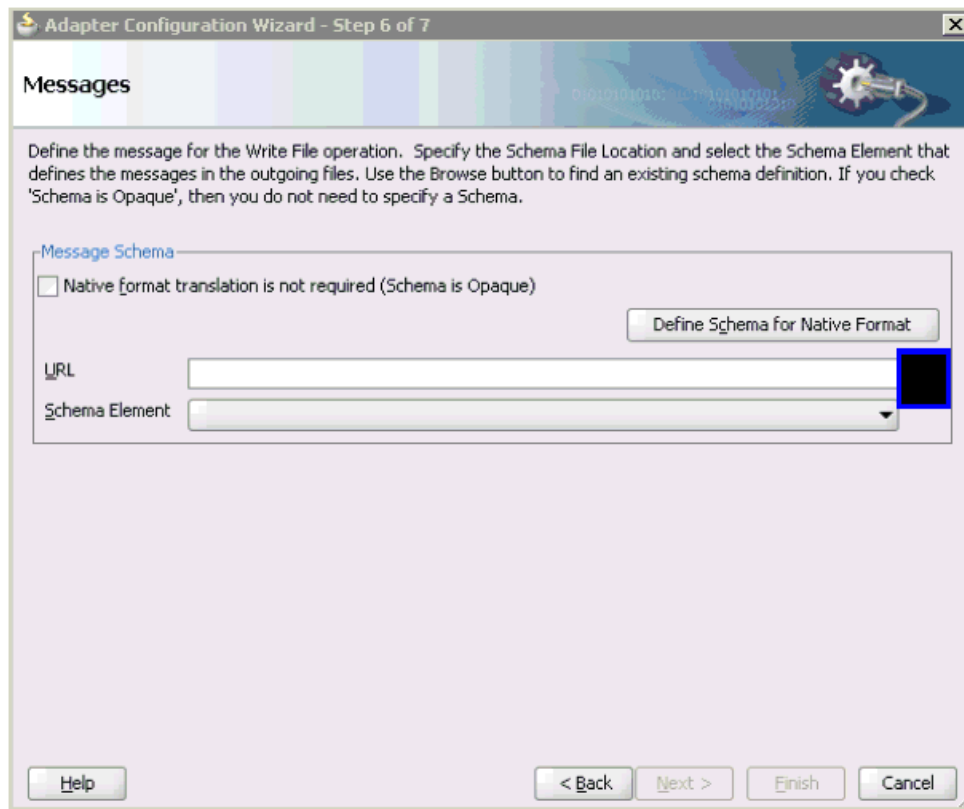 Adapter Configuration Wizard - Step 6 of 7
Messages
Define the message for the Write File operation. Specify the Schema File Location and select the Schema Element that
defines the messages in the outgoing files. Use the Browse button to find an existing schema definition. If you check
'Schema is Opaque', then you do not need to specify a Schema.
Message Schema
Native format translation is not required (Schema is Opaque)
Define Schema for Native Format
URL
Schema Element
Help
< Back
Next >
Finish
Cancel